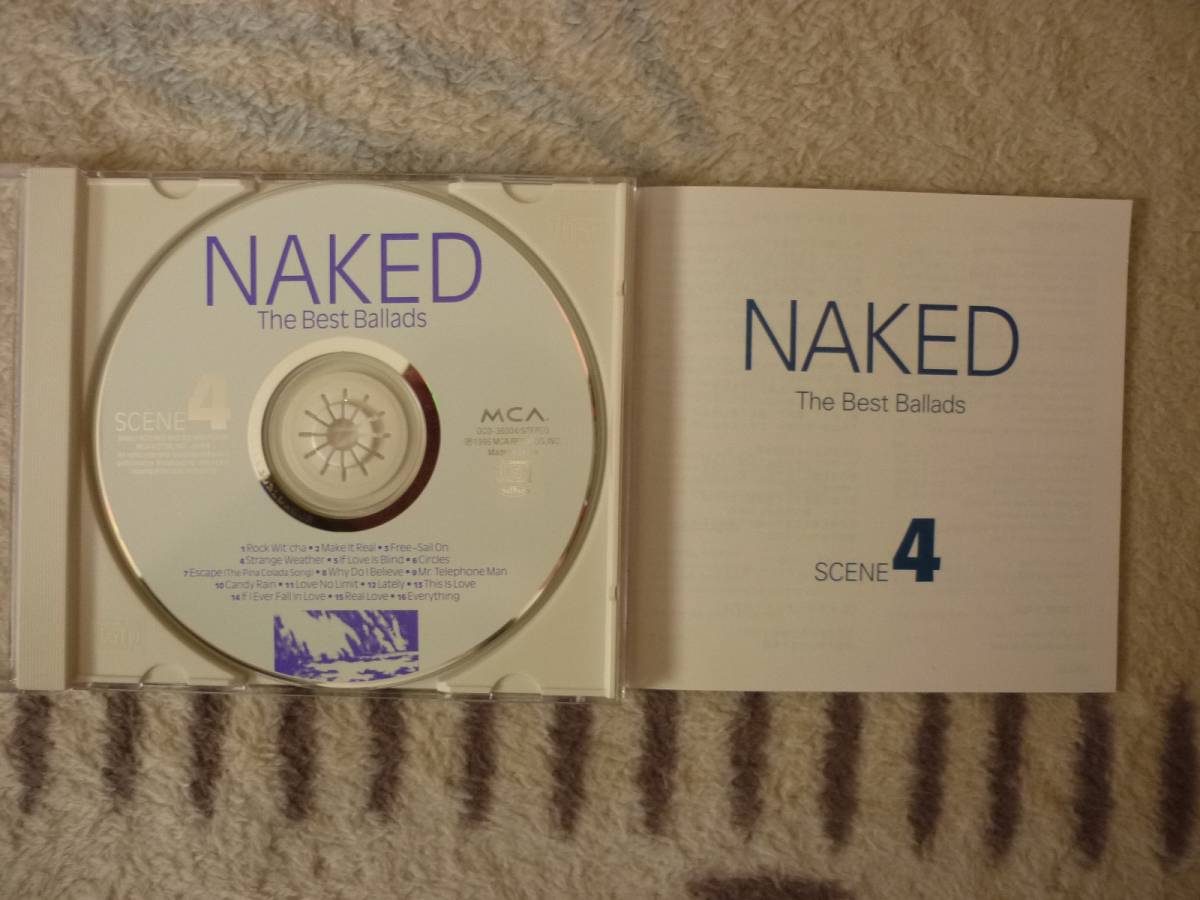 NAKED
The Best Ballads
SCENE 4
MCA
STEREO
1 Rock Wit' cha • 2 Make It Real • 3 Free-Sail On
4 Strange Weather • 5 If Love Is Blind • 6 Circles
7 Escape (The Pina Colada Song) • 8 Why Do I Believe • 9 Mr. Telephone Man
10 Candy Rain • 11 Love No Limit • 12 Lately • 13 This Is Love
14 If I Ever Fall In Love • 15 Real Love • 16 Everything
NAKED
The Best Ballads
SCENE 4